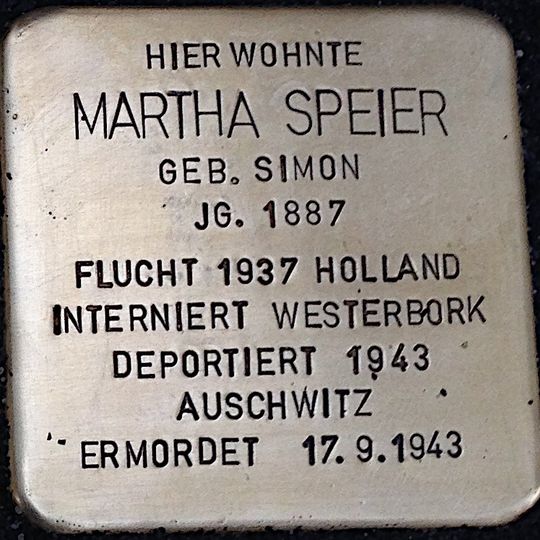 HIER WOHNTE
MARTHA SPEIER
GEB. SIMON
JG. 1887
FLUCHT 1937 HOLLAND
INTERNIERT WESTERBORK
DEPORTIERT 1943
AUSCHWITZ
ERMORDET 17.9.1943